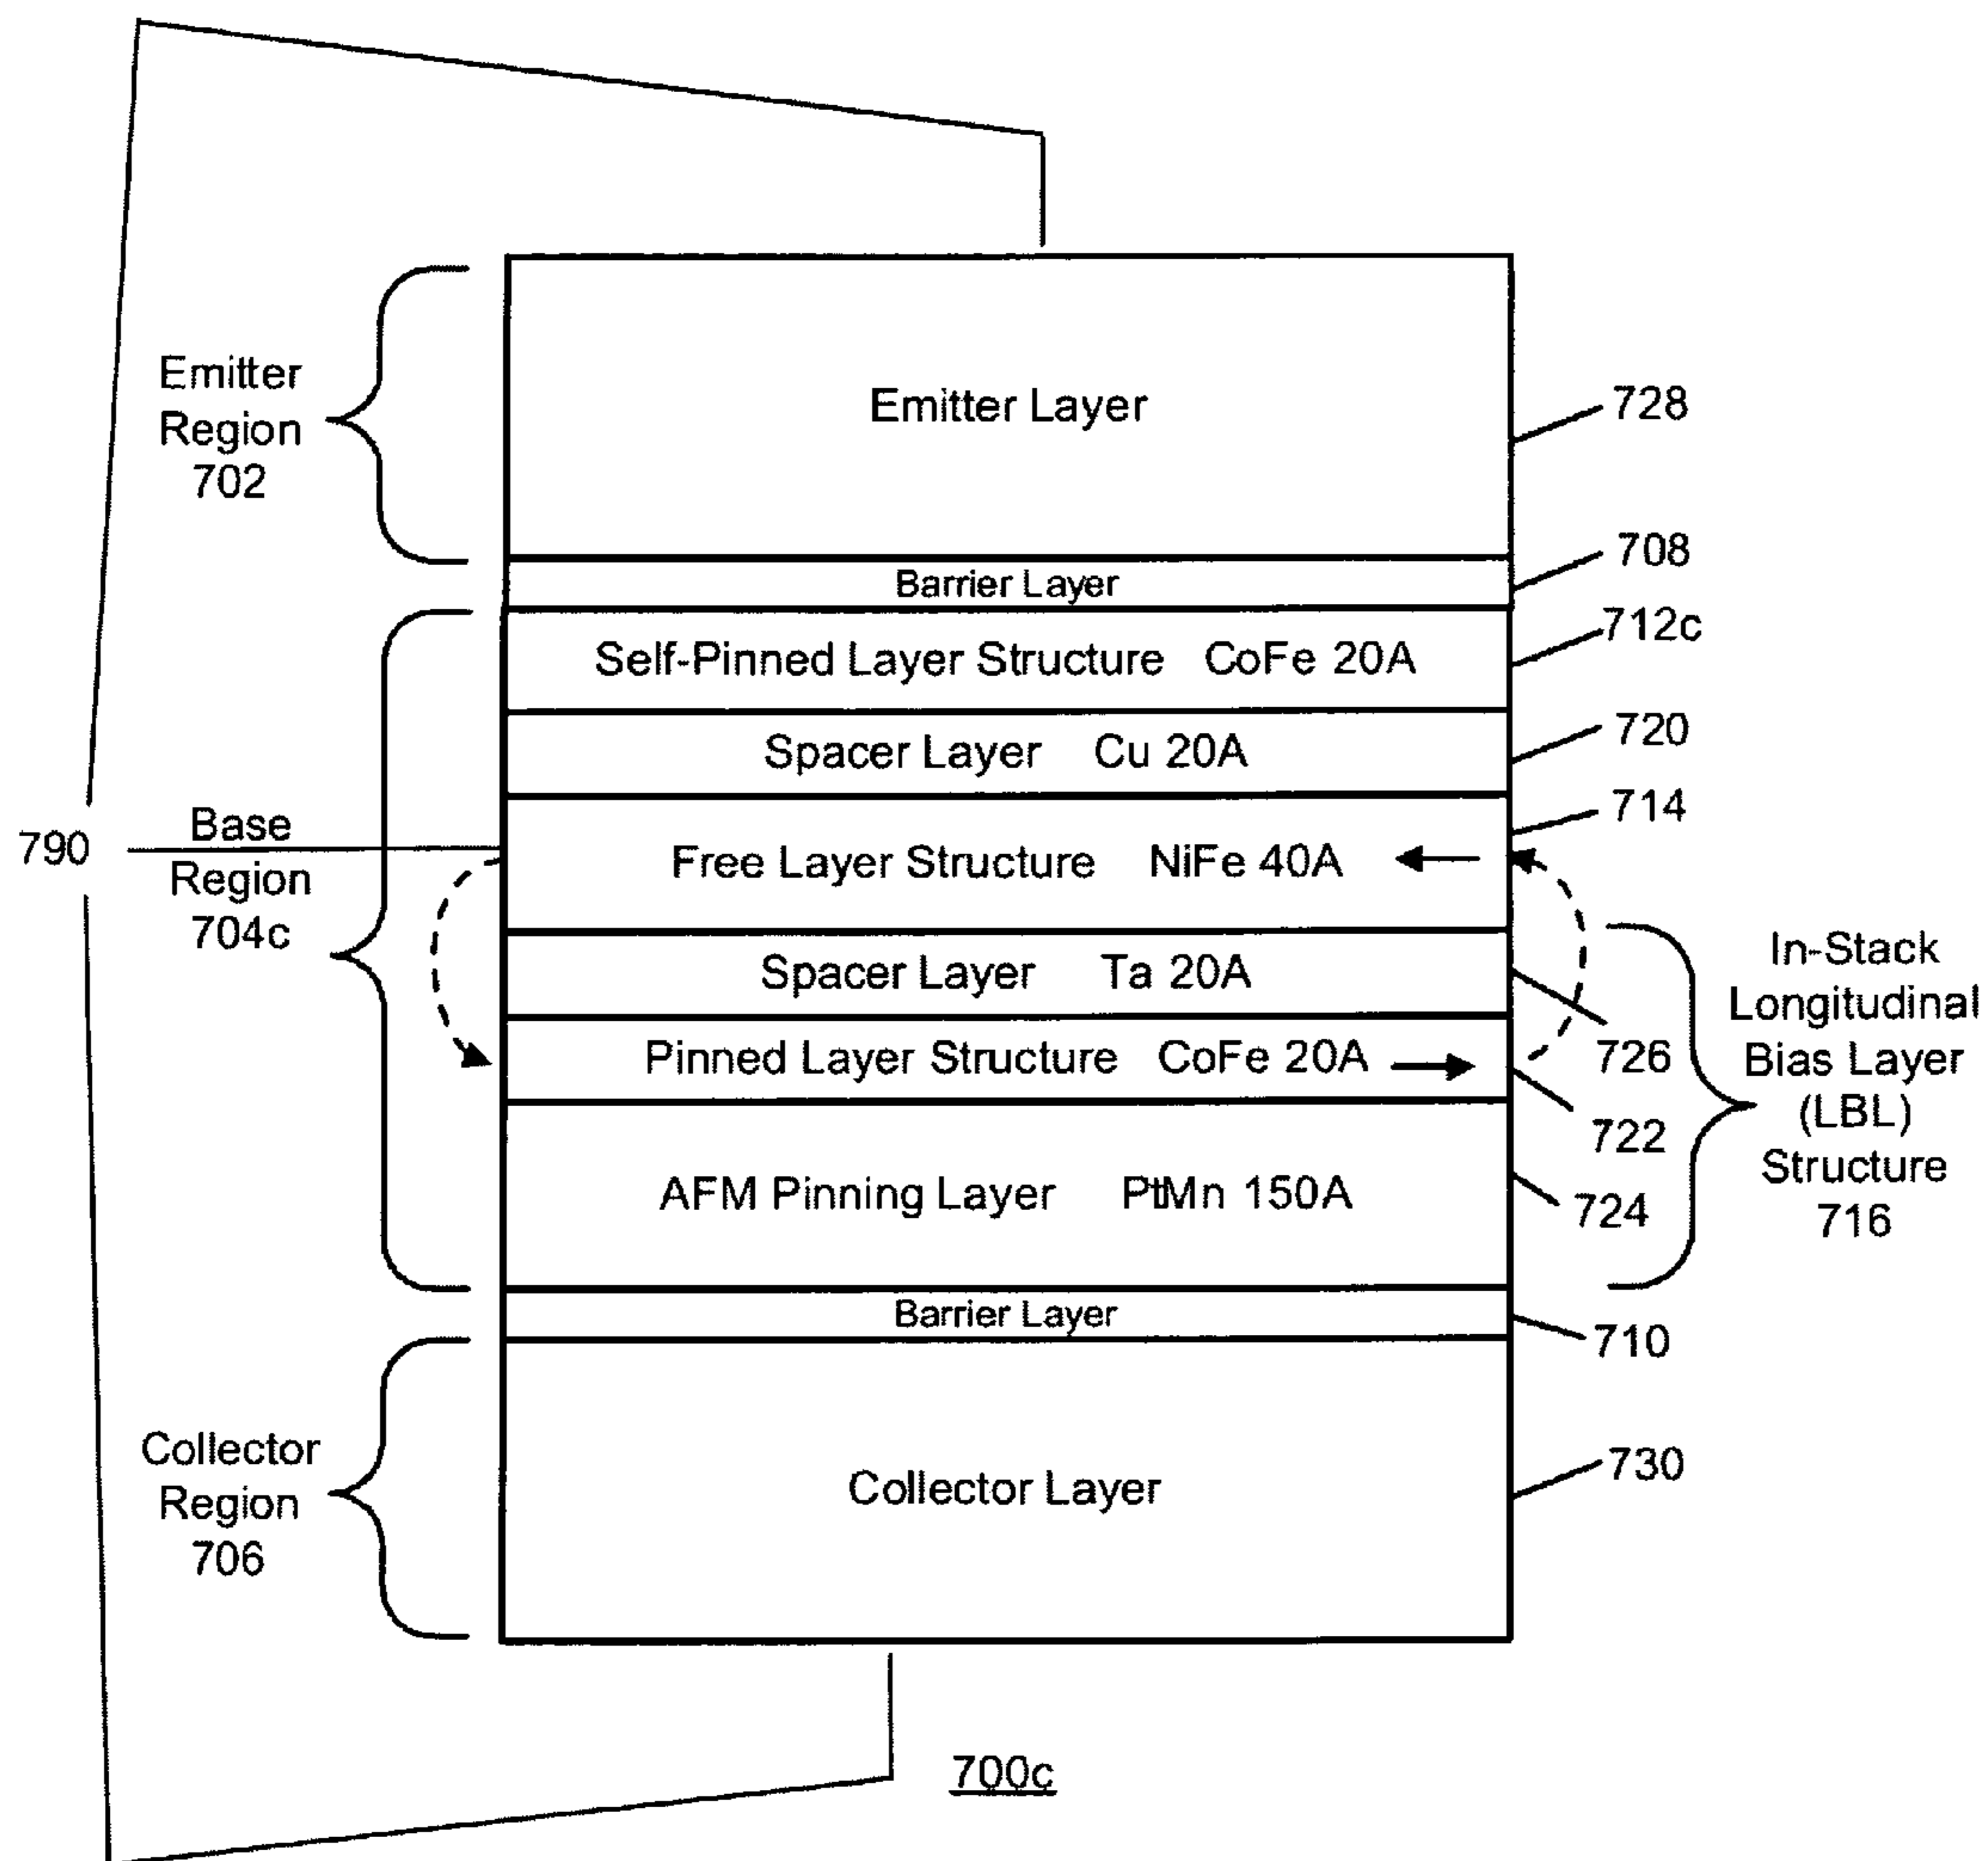 Emitter
Region
702
Emitter Layer
728
708
Barrier Layer
712c
Self-Pinned Layer Structure CoFe 20A
720
Spacer Layer Cu 20A
714
790
Base
Region
704c
Free Layer Structure NiFe 40A
Spacer Layer Ta 20A
726
Pinned Layer Structure CoFe 20A
722
AFM Pinning Layer PtMn 150A
724
In-Stack
Longitudinal
Bias Layer
(LBL)
Structure
716
Barrier Layer
710
Collector
Region
706
Collector Layer
730
700c